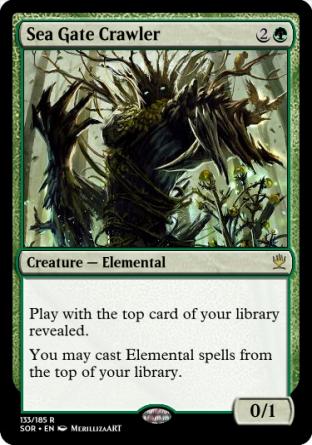 Sea Gate Crawler 2
Creature — Elemental
Play with the top card of your library
revealed.
You may cast Elemental spells from
the top of your library.
0/1
133/185 R
SOR • EN MerillizaART